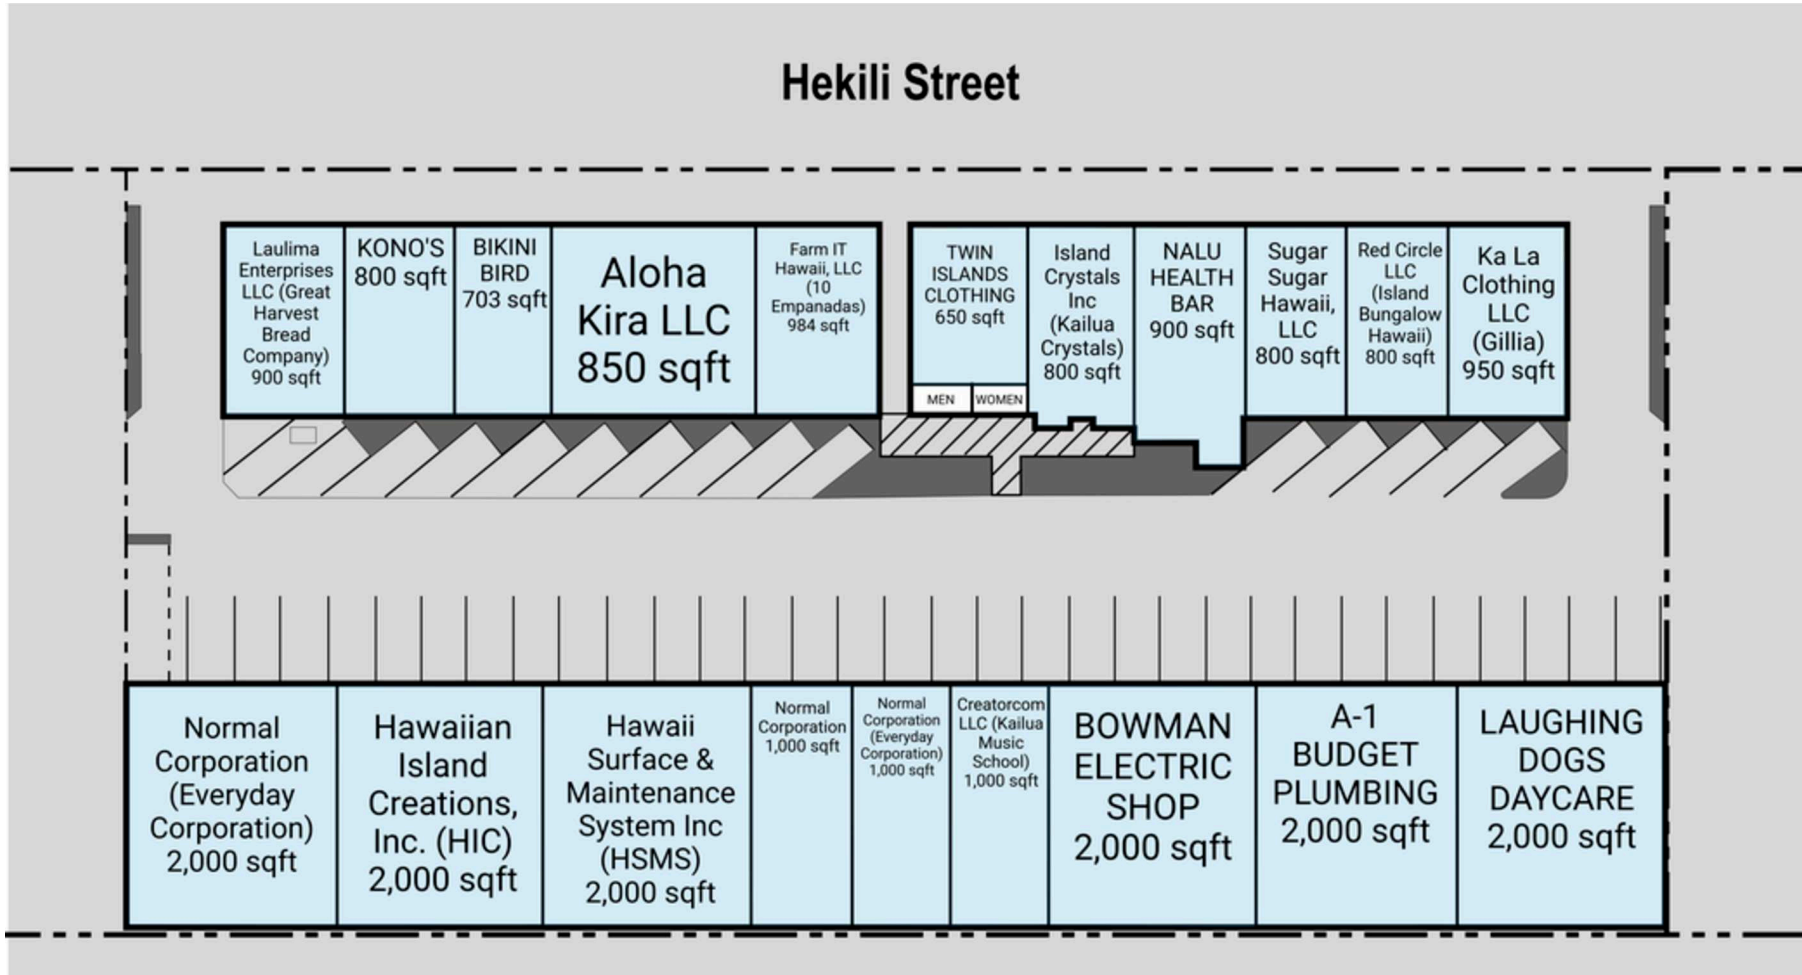 Hekili Street
Laulima
Enterprises
LLC (Great
Harvest
Bread
Company)
900 sqft
KONO'S
800 sqft
BIKINI
BIRD
703 sqft
Aloha
Kira LLC
850 sqft
Farm IT
Hawaii, LLC
(10
Empanadas)
984 sqft
TWIN
ISLANDS
CLOTHING
650 sqft
MEN
WOMEN
Island
Crystals
Inc
(Kailua
Crystals)
800 sqft
NALU
HEALTH
BAR
900 sqft
Sugar
Sugar
Hawaii,
LLC
800 sqft
Red Circle
LLC
(Island
Bungalow
Hawaii)
800 sqft
Ka La
Clothing
LLC
(Gillia)
950 sqft
Normal
Corporation
(Everyday
Corporation)
2,000 sqft
Hawaiian
Island
Creations,
Inc. (HIC)
2,000 sqft
Hawaii
Surface &
Maintenance
System Inc
(HSMS)
2,000 sqft
Normal
Corporation
1,000 sqft
Normal
Corporation
(Everyday
Corporation)
1,000 sqft
Creatorcom
LLC (Kailua
Music
School)
1,000 sqft
BOWMAN
ELECTRIC
SHOP
2,000 sqft
A-1
BUDGET
PLUMBING
2,000 sqft
LAUGHING
DOGS
DAYCARE
2,000 sqft